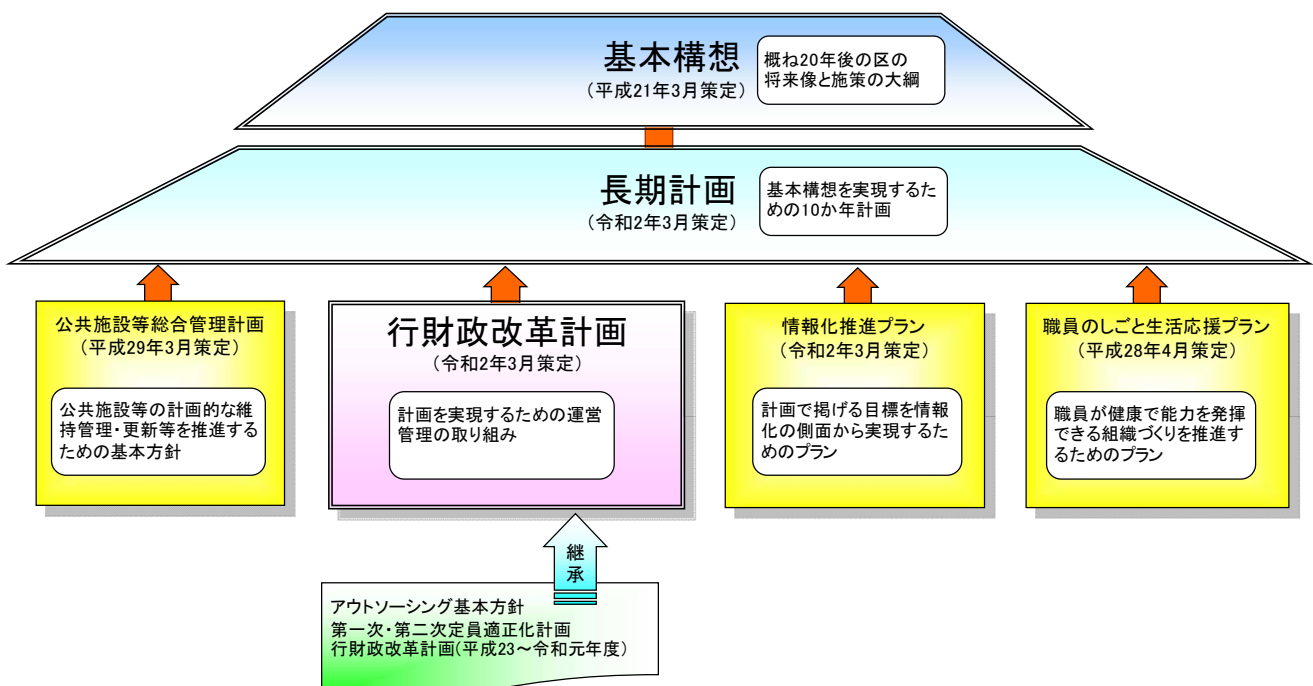 基本構想
(平成21年3月策定)
概ね20年後の区の
将来像と施策の大綱
長期計画
(令和2年3月策定)
基本構想を実現するた
めの10か年計画
公共施設等総合管理計画
(平成29年3月策定)
公共施設等の計画的な維
持管理・更新等を推進する
ための基本方針
行財政改革計画
(令和2年3月策定)
計画を実現するための運営
管理の取り組み
情報化推進プラン
(令和2年3月策定)
計画で掲げる目標を情報
化の側面から実現するた
めのプラン
職員のしごと生活応援プラン
(平成28年4月策定)
職員が健康で能力を発揮
できる組織づくりを推進す
るためのプラン
継
承
アウトソーシング基本方針
第一次・第二次定員適正化計画
行財政改革計画(平成23～令和元年度)